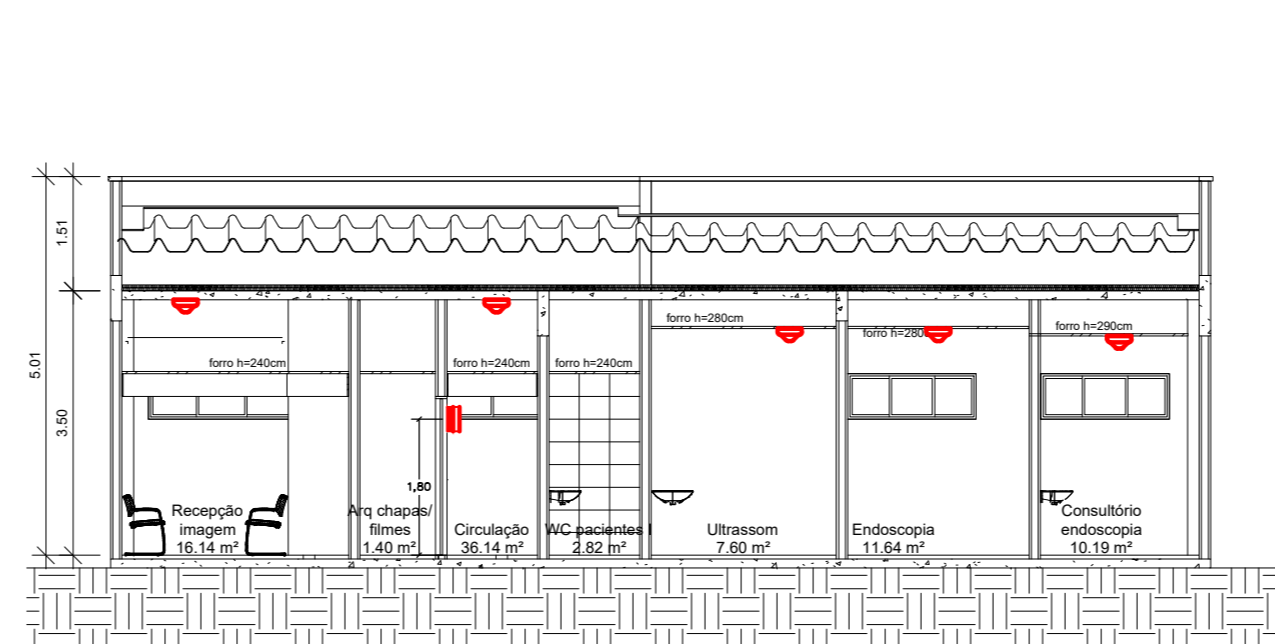 1.51
5.01
3.50
forro h=280cm
forro h=280
forro h=290cm
forro h=240cm
forro h=240cm
forro h=240cm
1,80
Recepção
imagem
16.14 m²
Arq chapas/
filmes
1.40 m²
Circulação
36.14 m²
WC pacientes I
2.82 m²
Ultrassom
7.60 m²
Endoscopia
11.64 m²
Consultório
endoscopia
10.19 m²